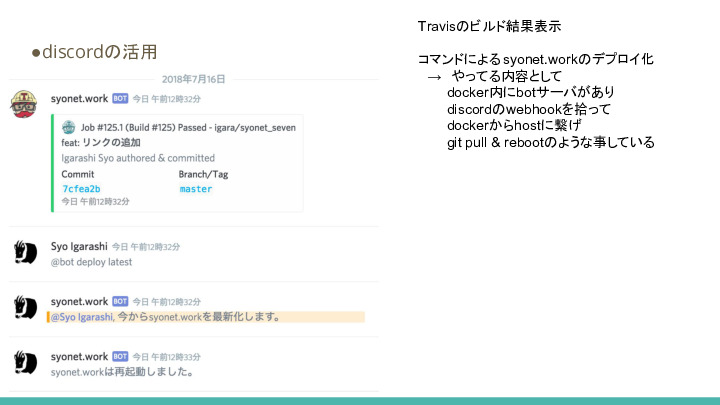 ●discordの活用
2018年7月16日
syonet.work BOT 今日 午前12時32分
Job #125.1 (Build #125) Passed - igara/syonet_seven
feat: リンクの追加
Igarashi Syo authored & committed
Commit Branch/Tag
7cfea2b master
今日 午前12時32分
Syo Igarashi 今日 午前12時32分
@bot deploy latest
syonet.work BOT 今日 午前12時32分
@Syo Igarashi, 今からsyonet.workを最新化します。
syonet.work BOT 今日 午前12時33分
syonet.workは再起動しました。
Travisのビルド結果表示
コマンドによるsyonet.workのデプロイ化
→ やってる内容として
docker内にbotサーバがあり
discordのwebhookを拾って
dockerからhostに繋げ
git pull & rebootのような事している